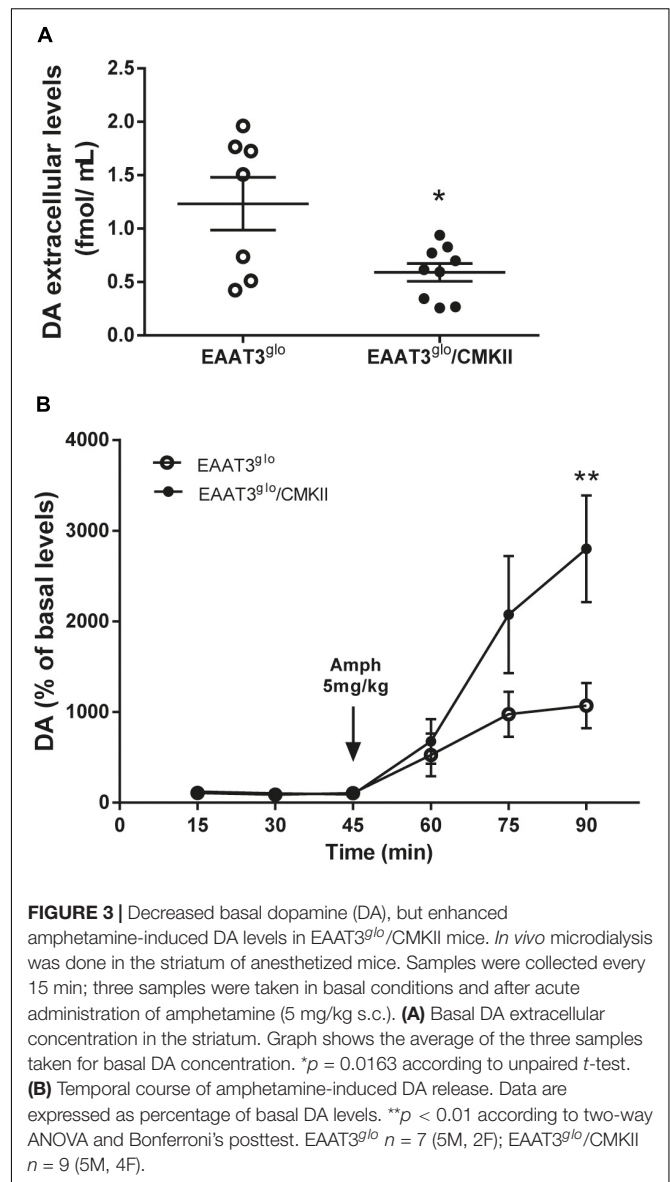 A
DA extracellular levels
(fmol/ mL)
2.5
2.0
1.5
1.0
0.5
0.0
*
EAAT3glo
EAAT3glo/CMKII
B
DA (% of basal levels)
4000
3000
2000
1000
0
EAAT3glo
EAAT3glo/CMKII
**
Amph
5mg/kg
0 15 30 45 60 75 90
Time (min)
FIGURE 3 | Decreased basal dopamine (DA), but enhanced
amphetamine-induced DA levels in EAAT3glo/CMKII mice. In vivo microdialysis
was done in the striatum of anesthetized mice. Samples were collected every
15 min; three samples were taken in basal conditions and after acute
administration of amphetamine (5 mg/kg s.c.). (A) Basal DA extracellular
concentration in the striatum. Graph shows the average of the three samples
taken for basal DA concentration. *p = 0.0163 according to unpaired t-test.
(B) Temporal course of amphetamine-induced DA release. Data are
expressed as percentage of basal DA levels. **p < 0.01 according to two-way
ANOVA and Bonferroni's posttest. EAAT3glo n = 7 (5M, 2F); EAAT3glo/CMKII
n = 9 (5M, 4F).